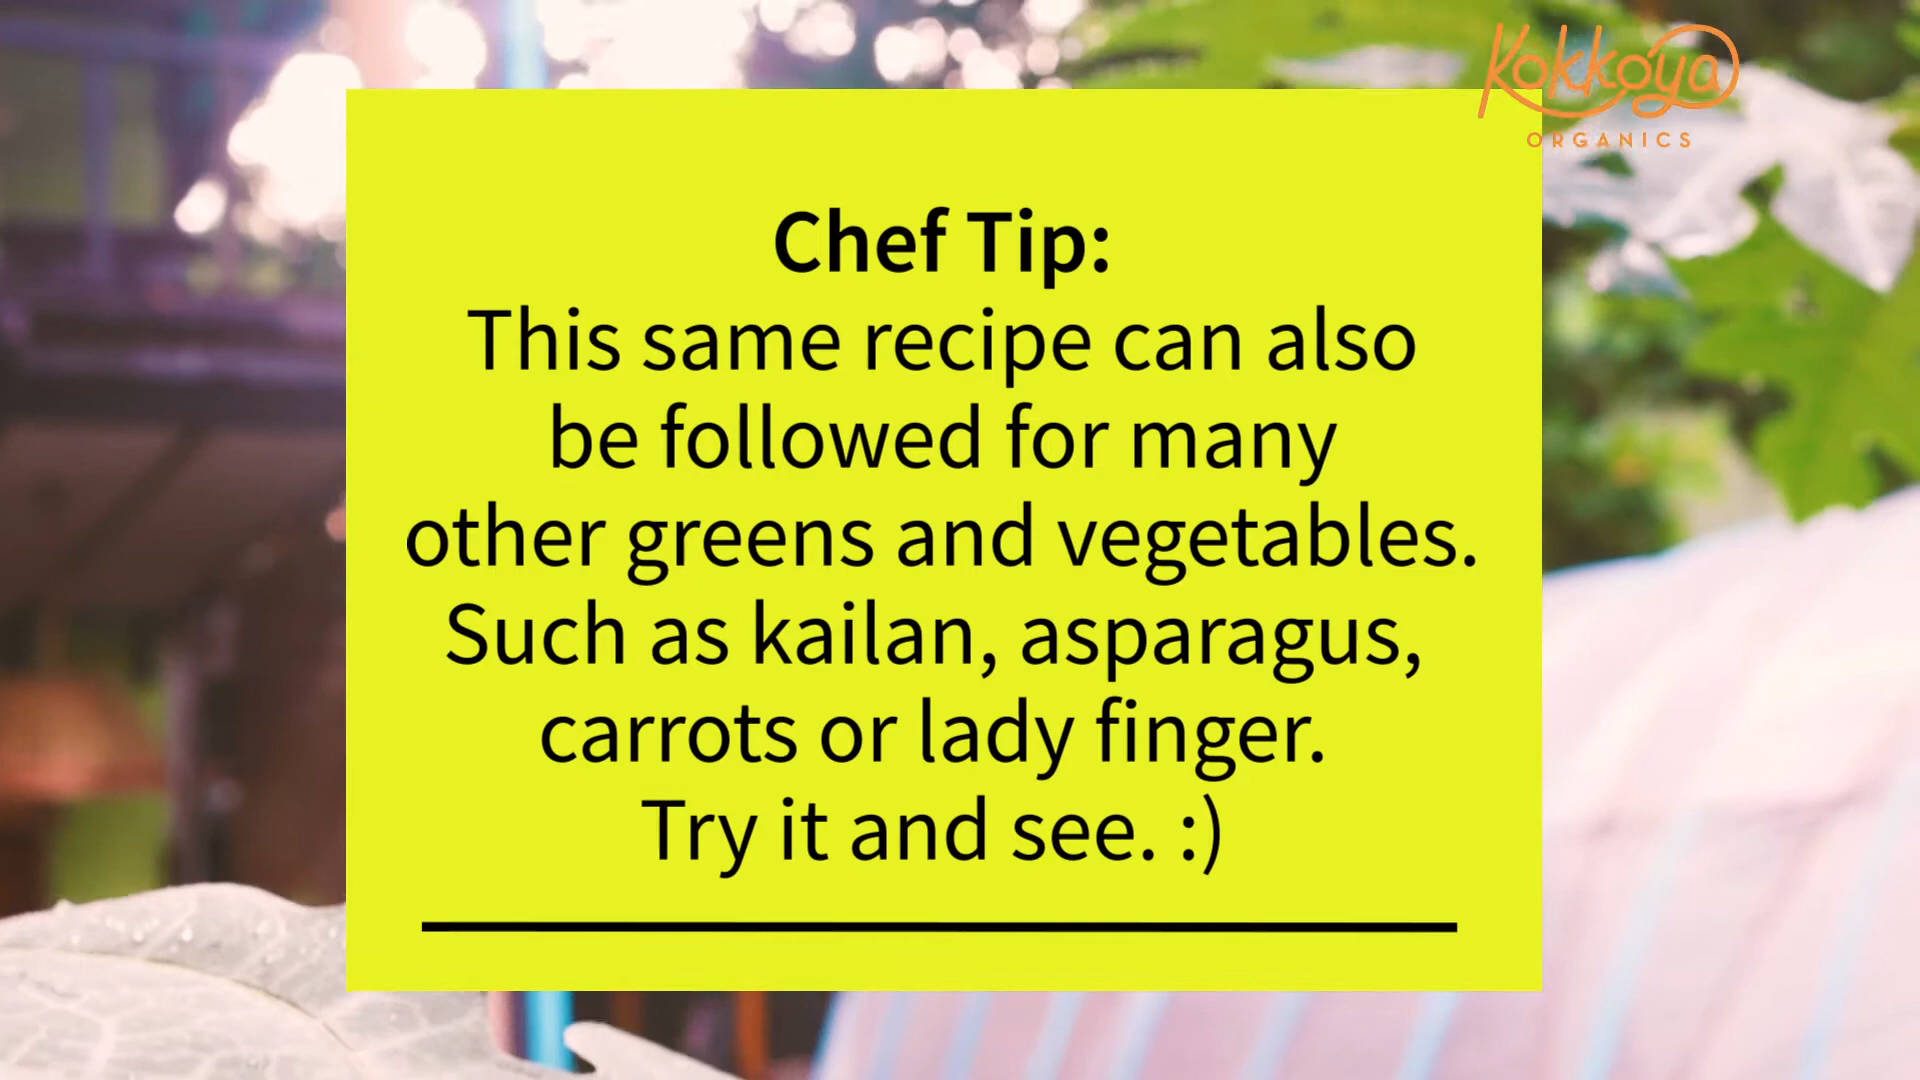 Kokkoya
ORGANICS
Chef Tip:
This same recipe can also
be followed for many
other greens and vegetables.
Such as kailan, asparagus,
carrots or lady finger.
Try it and see. :)